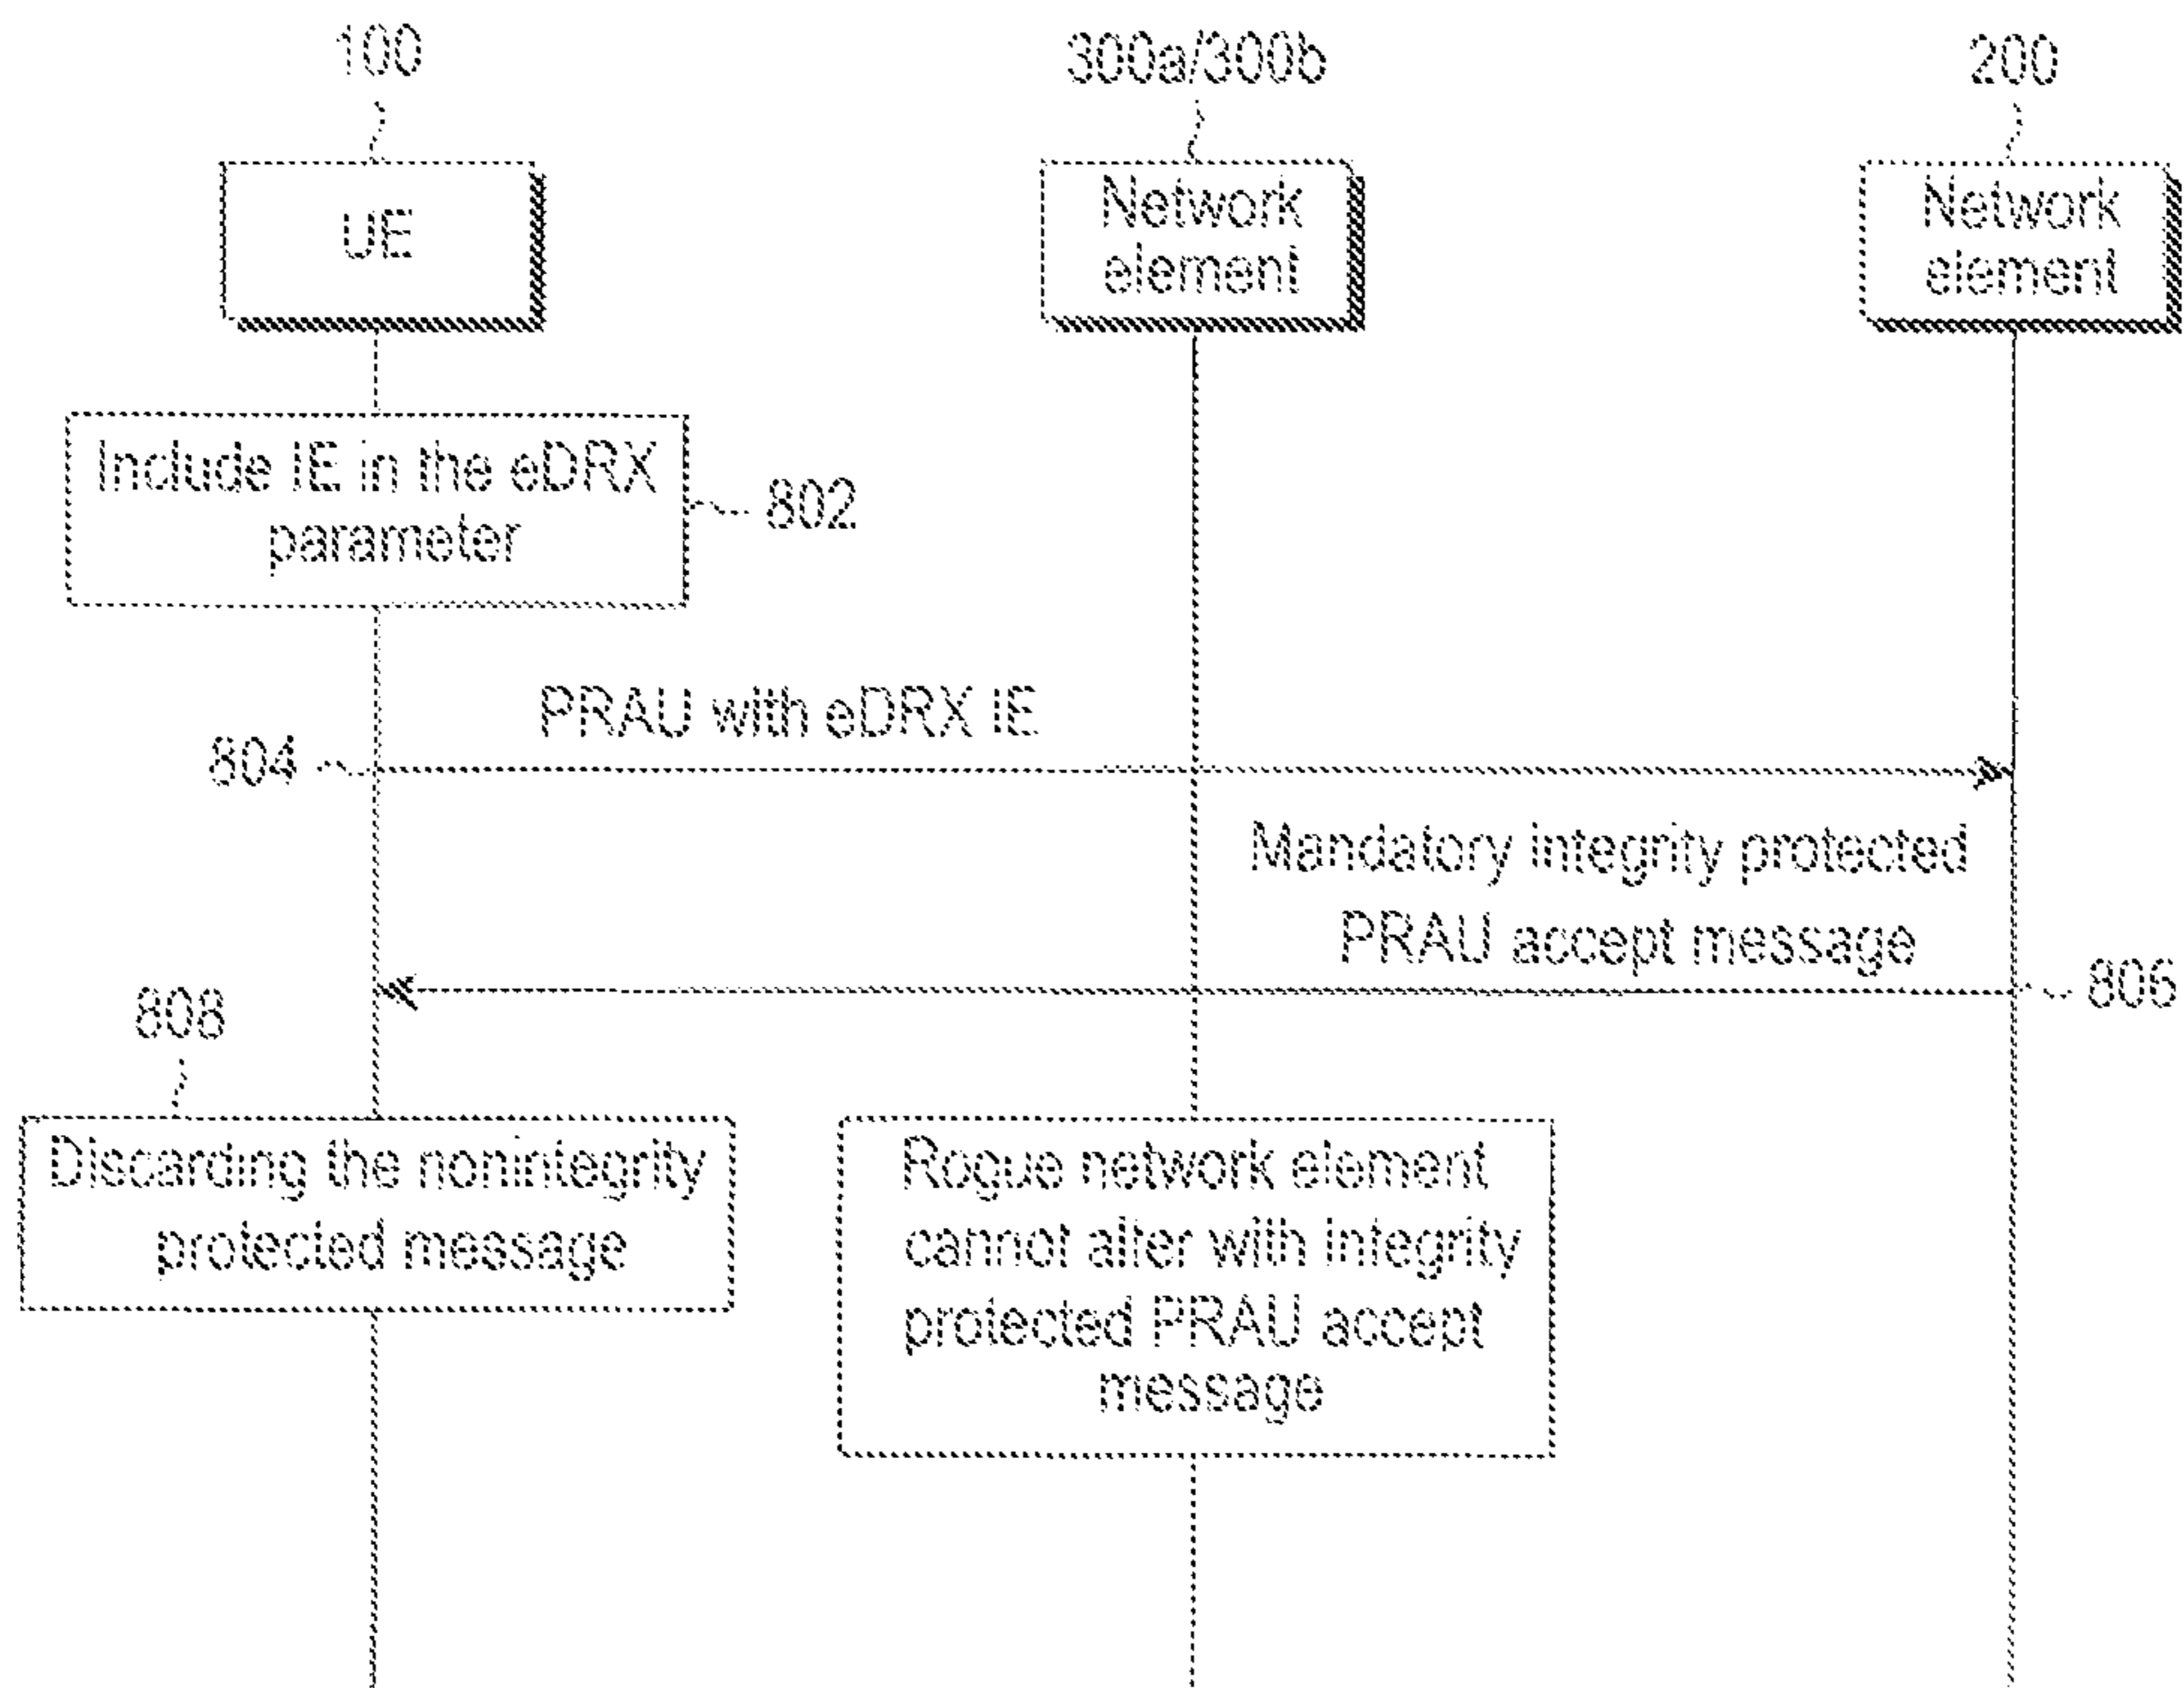 100
300a/300b
200
UE
Network
element
Network
element
Include IE in the eDRX
parameter
802
PRAU with eDRX IE
804
Mandatory integrity protected
PRAU accept message
806
808
Discarding the nonintegrity
protected message
Rogue network element
cannot alter with integrity
protected PRAU accept
message